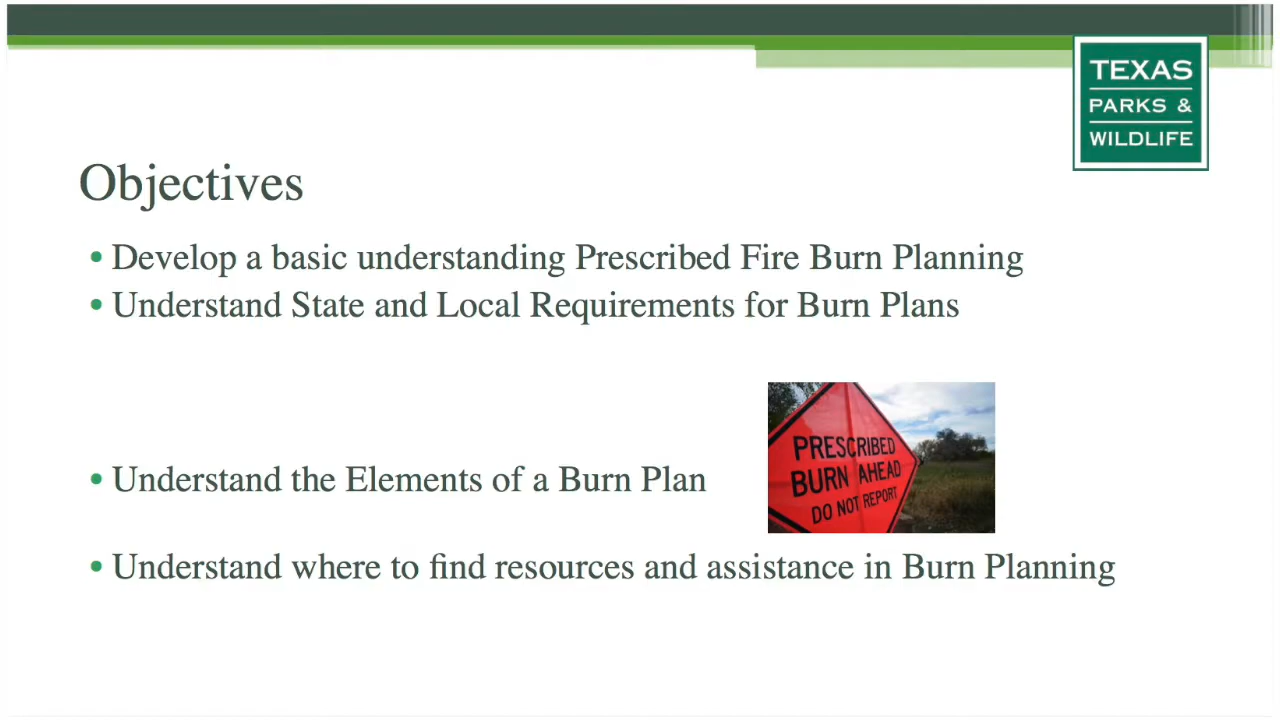 TEXAS
PARKS &
WILDLIFE
Objectives
• Develop a basic understanding Prescribed Fire Burn Planning
• Understand State and Local Requirements for Burn Plans
PRESCRIBED
BURN AHEAD
DO NOT REPORT
• Understand the Elements of a Burn Plan
• Understand where to find resources and assistance in Burn Planning